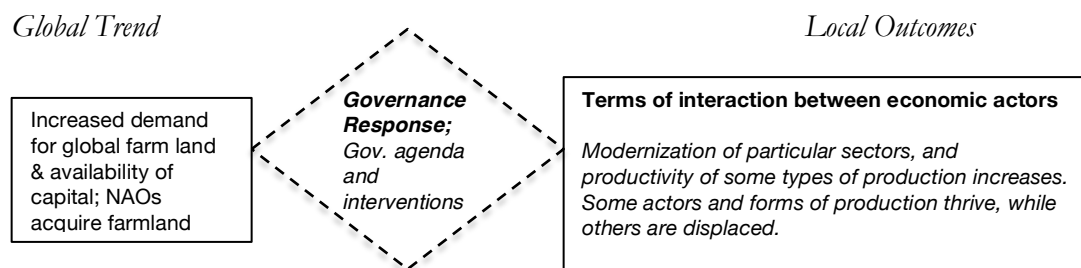 Global Trend
Local Outcomes
Increased demand
for global farm land
& availability of
capital; NAOs
acquire farmland
Governance
Response;
Gov. agenda
and
interventions
Terms of interaction between economic actors
Modernization of particular sectors, and
productivity of some types of production increases.
Some actors and forms of production thrive, while
others are displaced.